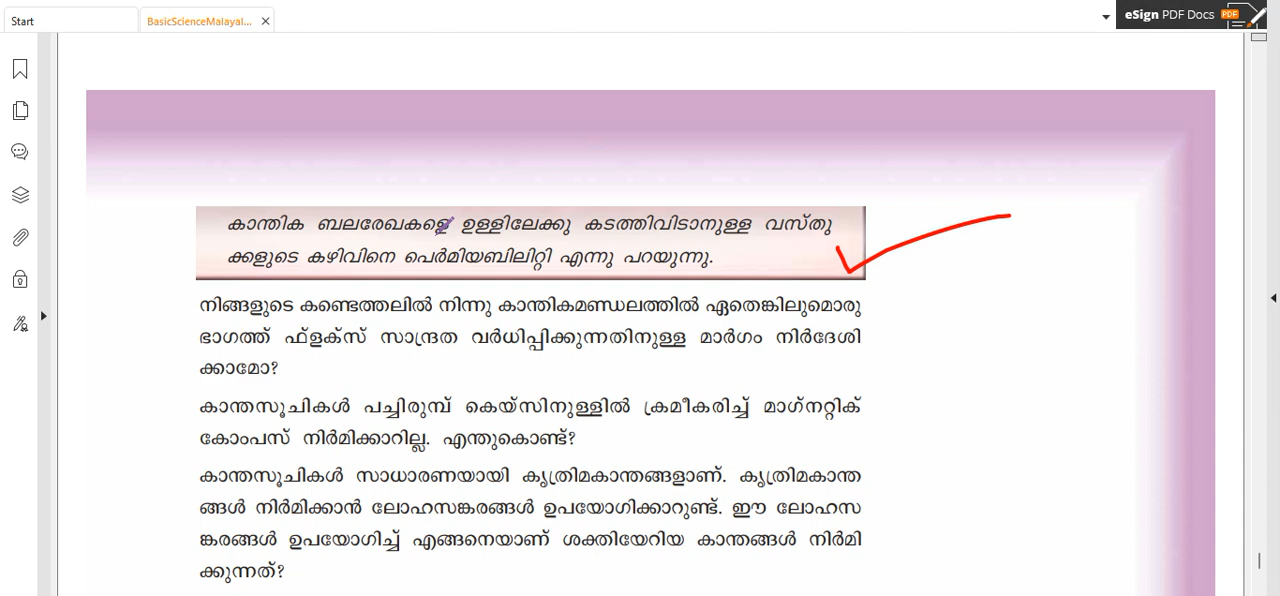 Start
BasicScienceMalayal...
eSign PDF Docs
PDF
കാന്തിക ബലരേഖകളെ ഉള്ളിലേക്കു കടത്തിവിടാനുള്ള വസ്തു
ക്കളുടെ കഴിവിനെ പെർമിയബിലിറ്റി എന്നു പറയുന്നു.
നിങ്ങളുടെ കണ്ടെത്തലിൽ നിന്നു കാന്തികമണ്ഡലത്തിൽ ഏതെങ്കിലുമൊരു
ഭാഗത്ത് ഫ്ളക്സ് സാന്ദ്രത വർധിപ്പിക്കുന്നതിനുള്ള മാർഗം നിർദേശി
ക്കാമോ?
കാന്തസൂചികൾ പച്ചിരുമ്പ് കെയ്സിനുള്ളിൽ ക്രമീകരിച്ച് മാഗ്നറ്റിക്
കോംപസ് നിർമിക്കാറില്ല. എന്തുകൊണ്ട്?
കാന്തസൂചികൾ സാധാരണയായി കൃത്രിമകാന്തങ്ങളാണ്. കൃത്രിമകാന്ത
ങ്ങൾ നിർമിക്കാൻ ലോഹസങ്കരങ്ങൾ ഉപയോഗിക്കാറുണ്ട്. ഈ ലോഹസ
ങ്കരങ്ങൾ ഉപയോഗിച്ച് എങ്ങനെയാണ് ശക്തിയേറിയ കാന്തങ്ങൾ നിർമി
ക്കുന്നത്?